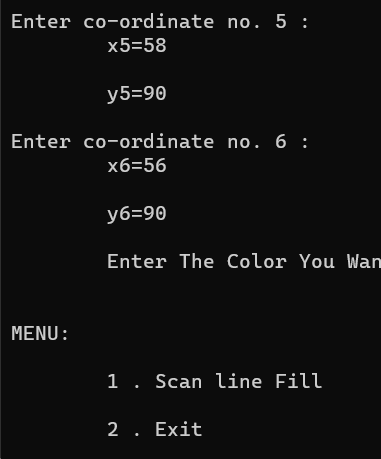 Enter co-ordinate no. 5 :
x5=58
y5=90
Enter co-ordinate no. 6 :
x6=56
y6=90
Enter The Color You Wan
MENU:
1 . Scan line Fill
2 . Exit